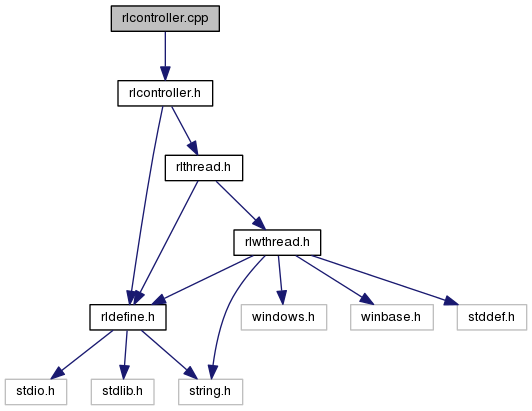 rlcontroller.cpp
rlcontroller.h
rlthread.h
rlwthread.h
rldefine.h
windows.h
winbase.h
stddef.h
stdio.h
stdlib.h
string.h